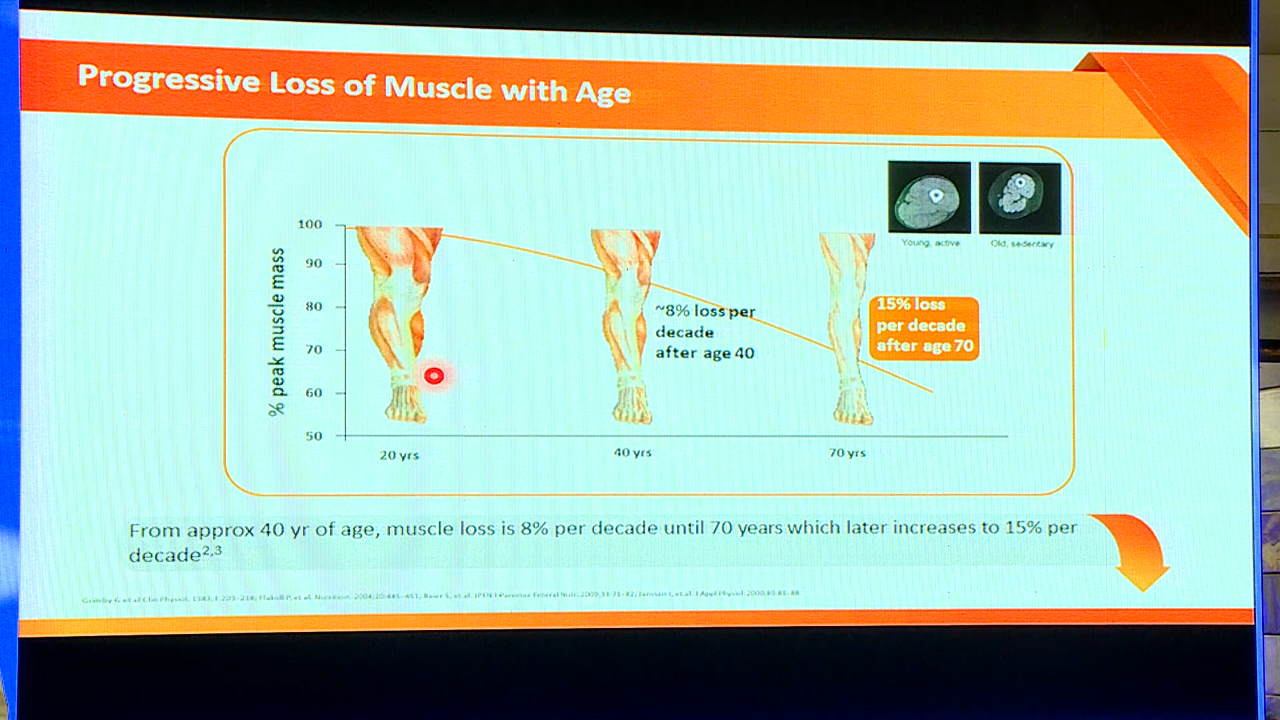 Progressive Loss of Muscle with Age
Young, active
Old, sedentary
% peak muscle mass
100
90
80
70
60
50
~8% loss per
decade
after age 40
15% loss
per decade
after age 70
20 yrs
40 yrs
70 yrs
From approx 40 yr of age, muscle loss is 8% per decade until 70 years which later increases to 15% per
decade2,3